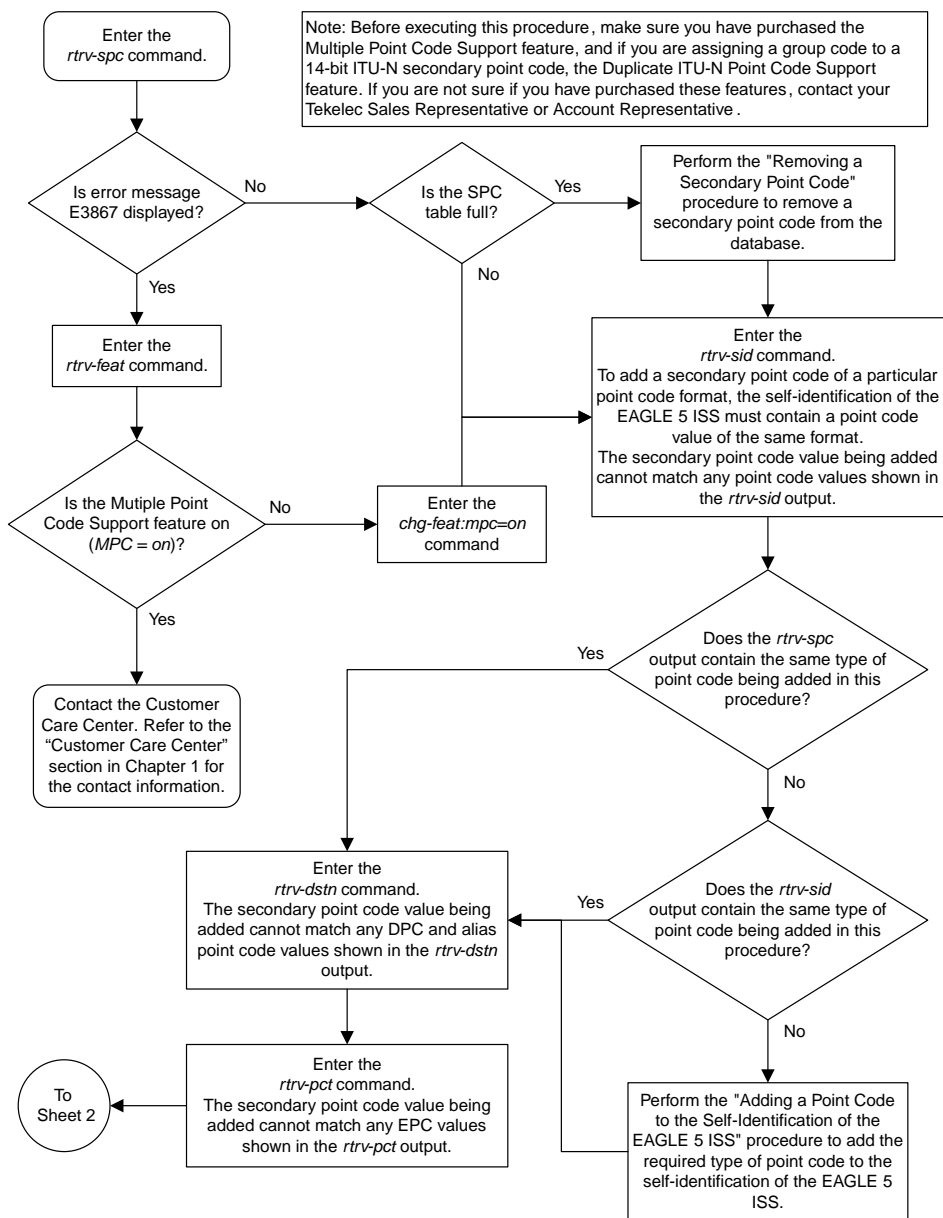 Enter the
rtrv-spc command.
Note: Before executing this procedure, make sure you have purchased the
Multiple Point Code Support feature, and if you are assigning a group code to a
14-bit ITU-N secondary point code, the Duplicate ITU-N Point Code Support
feature. If you are not sure if you have purchased these features, contact your
Tekelec Sales Representative or Account Representative.
Is error message
E3867 displayed?
No
Yes
Is the SPC
table full?
Yes
No
Perform the "Removing a
Secondary Point Code"
procedure to remove a
secondary point code from the
database.
Enter the
rtrv-feat command.
Enter the
rtrv-sid command.
To add a secondary point code of a particular
point code format, the self-identification of the
EAGLE 5 ISS must contain a point code
value of the same format.
The secondary point code value being added
cannot match any point code values shown in
the rtrv-sid output.
Is the Mutiple Point
Code Support feature on
(MPC = on)?
No
Yes
Enter the
chg-feat:mpc=on
command
Contact the Customer
Care Center. Refer to the
“Customer Care Center”
section in Chapter 1 for
the contact information.
Does the rtrv-spc
output contain the same type of
point code being added in this
procedure?
Yes
No
Does the rtrv-sid
output contain the same type of
point code being added in this
procedure?
Yes
No
Enter the
rtrv-dstn command.
The secondary point code value being
added cannot match any DPC and alias
point code values shown in the rtrv-dstn
output.
Enter the
rtrv-pct command.
The secondary point code value being
added cannot match any EPC values
shown in the rtrv-pct output.
To
Sheet 2
Perform the "Adding a Point Code
to the Self-Identification of the
EAGLE 5 ISS" procedure to add the
required type of point code to the
self-identification of the EAGLE 5
ISS.